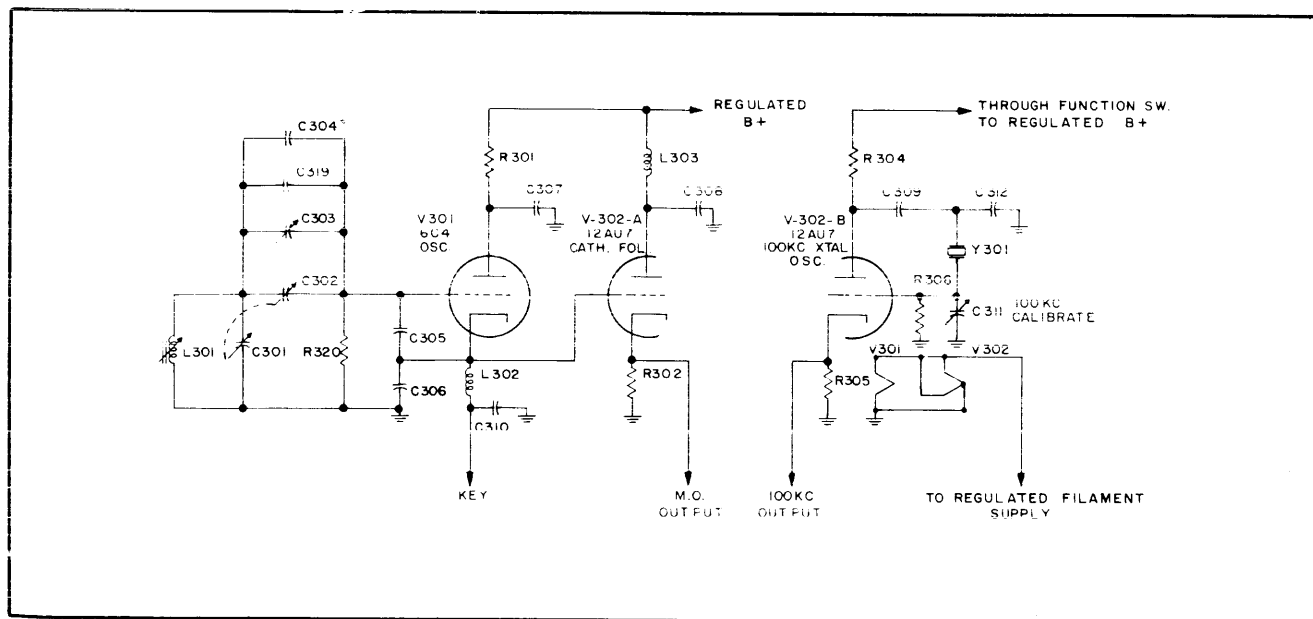 REGULATED
B+
THROUGH FUNCTION SW.
TO REGULATED B+
C304
C319
C303
C302
L301
C301
R320
R301
C307
V301
6C4
OSC.
C305
C306
L302
C310
L303
C308
V-302-A
12AU7
CATH. FOL.
R302
R304
C309
C312
V-302-B
12AU7
100KC XTAL
OSC.
Y301
R306
C311
100KC
CALIBRATE
V301
V302
R305
KEY
M.O.
OUTPUT
100KC
OUTPUT
TO REGULATED FILAMENT
SUPPLY